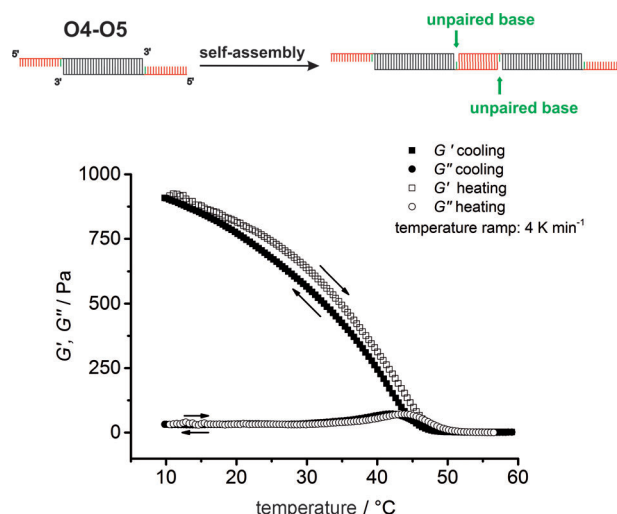 O4-O5
5'
3'
3'
5'
self-assembly
unpaired base
unpaired base
G' cooling
G" cooling
G' heating
G" heating
temperature ramp: 4 K min⁻¹
G', G" / Pa
1000
750
500
250
0
10 20 30 40 50 60
temperature / °C